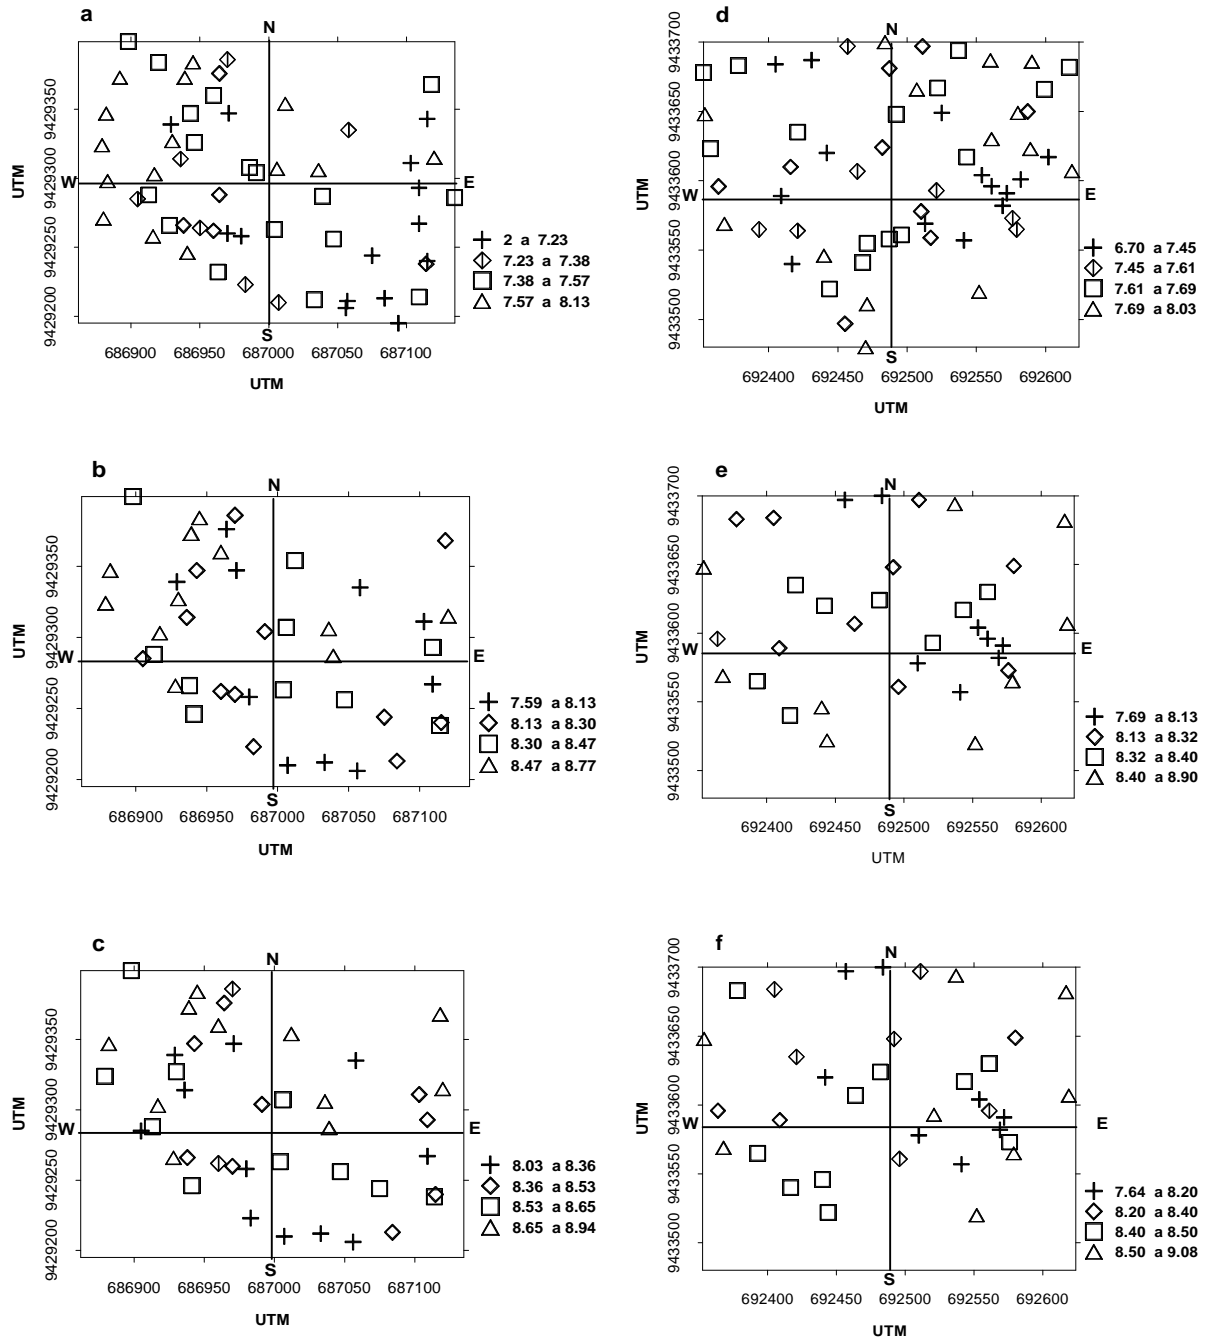 a
N
9429350
9429300
9429250
9429200
UTM
W
E
S
686900 686950 687000 687050 687100
UTM
2 a 7.23
7.23 a 7.38
7.38 a 7.57
7.57 a 8.13
d
N
9433700
9433650
9433600
9433550
9433500
UTM
W
E
S
692400 692450 692500 692550 692600
UTM
6.70 a 7.45
7.45 a 7.61
7.61 a 7.69
7.69 a 8.03
b
N
9429350
9429300
9429250
9429200
UTM
W
E
S
686900 686950 687000 687050 687100
UTM
7.59 a 8.13
8.13 a 8.30
8.30 a 8.47
8.47 a 8.77
e
N
9433700
9433650
9433600
9433550
9433500
UTM
W
E
S
692400 692450 692500 692550 692600
UTM
7.69 a 8.13
8.13 a 8.32
8.32 a 8.40
8.40 a 8.90
c
N
9429350
9429300
9429250
9429200
UTM
W
E
S
686900 686950 687000 687050 687100
UTM
8.03 a 8.36
8.36 a 8.53
8.53 a 8.65
8.65 a 8.94
f
N
9433700
9433650
9433600
9433550
9433500
UTM
W
E
S
692400 692450 692500 692550 692600
UTM
7.64 a 8.20
8.20 a 8.40
8.40 a 8.50
8.50 a 9.08